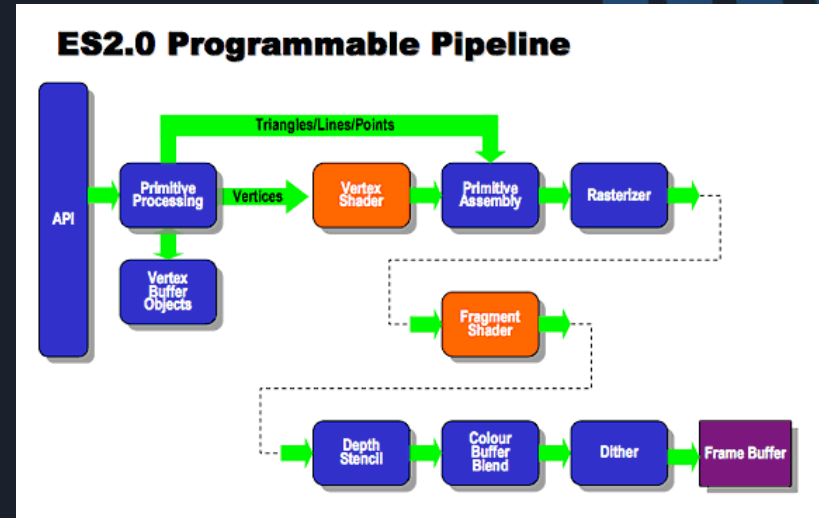 ES2.0 Programmable Pipeline
Triangles/Lines/Points
API
Primitive
Processing
Vertices
Vertex
Shader
Primitive
Assembly
Rasterizer
Vertex
Buffer
Objects
Fragment
Shader
Depth
Stencil
Colour
Buffer
Blend
Dither
Frame Buffer